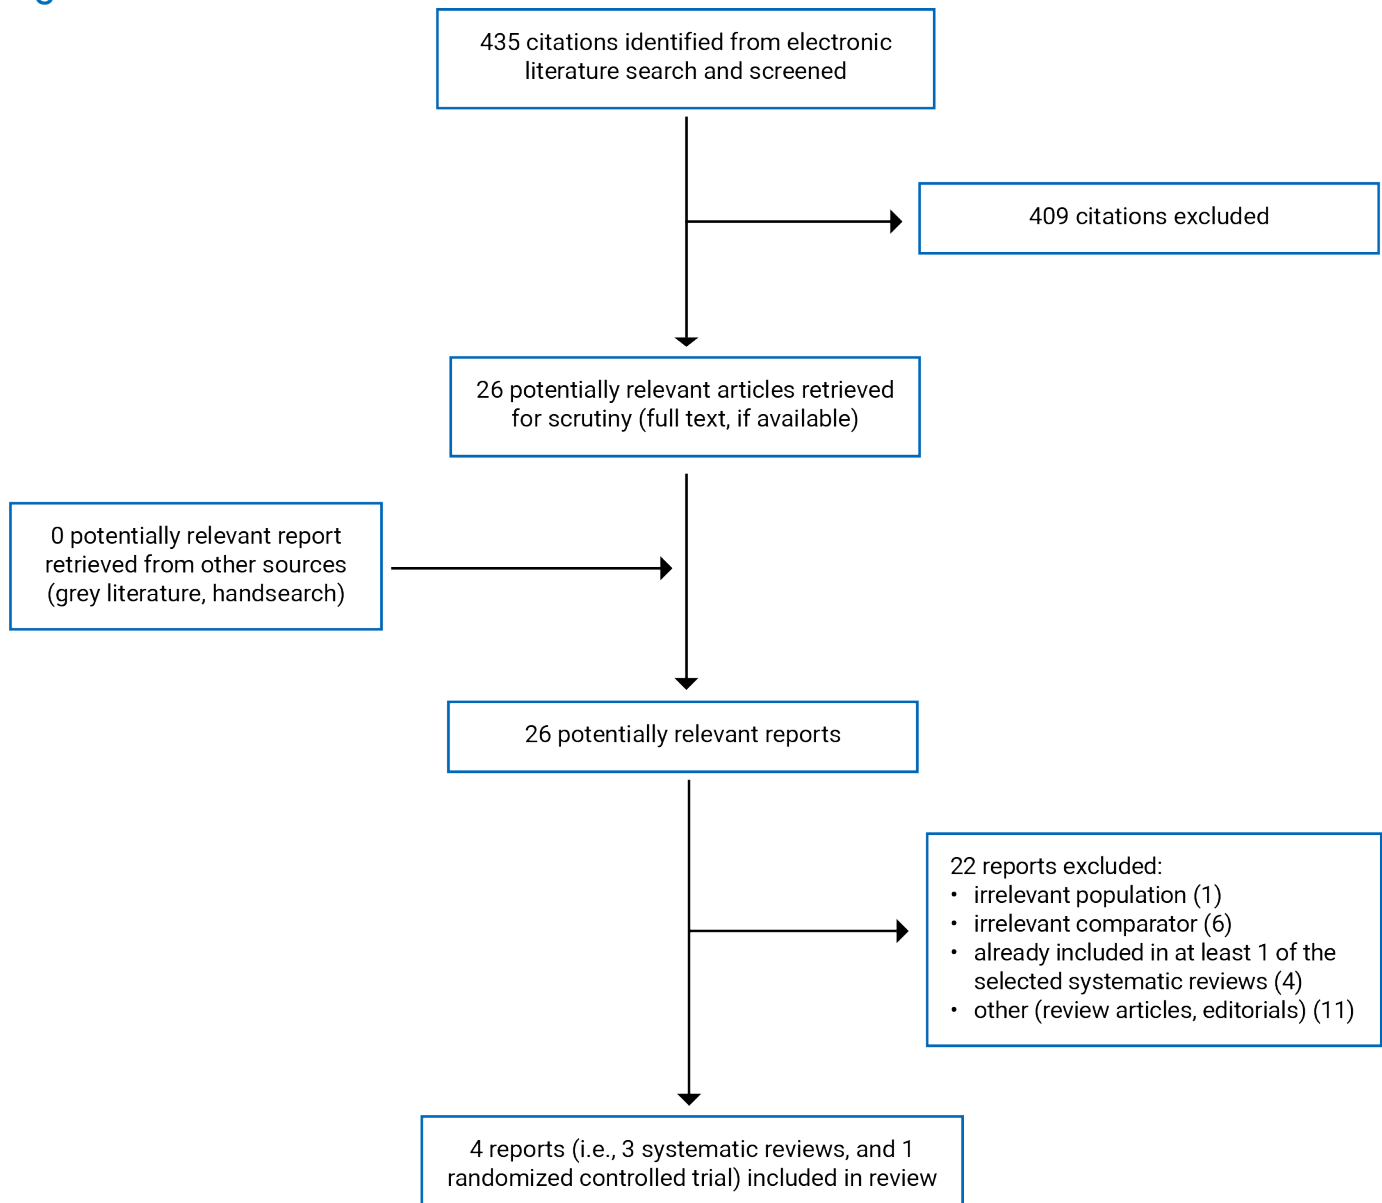 435 citations identified from electronic
literature search and screened
409 citations excluded
26 potentially relevant articles retrieved
for scrutiny (full text, if available)
0 potentially relevant report
retrieved from other sources
(grey literature, handsearch)
26 potentially relevant reports
22 reports excluded:
• irrelevant population (1)
• irrelevant comparator (6)
• already included in at least 1 of the
selected systematic reviews (4)
• other (review articles, editorials) (11)
4 reports (i.e., 3 systematic reviews, and 1
randomized controlled trial) included in review